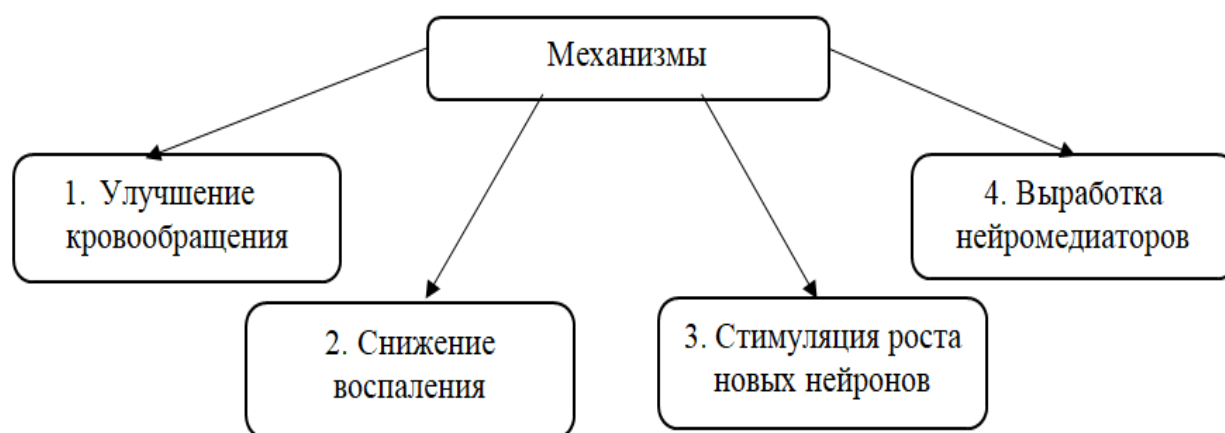 Механизмы
1. Улучшение
кровообращения
2. Снижение
воспаления
3. Стимуляция роста
новых нейронов
4. Выработка
нейромедиаторов